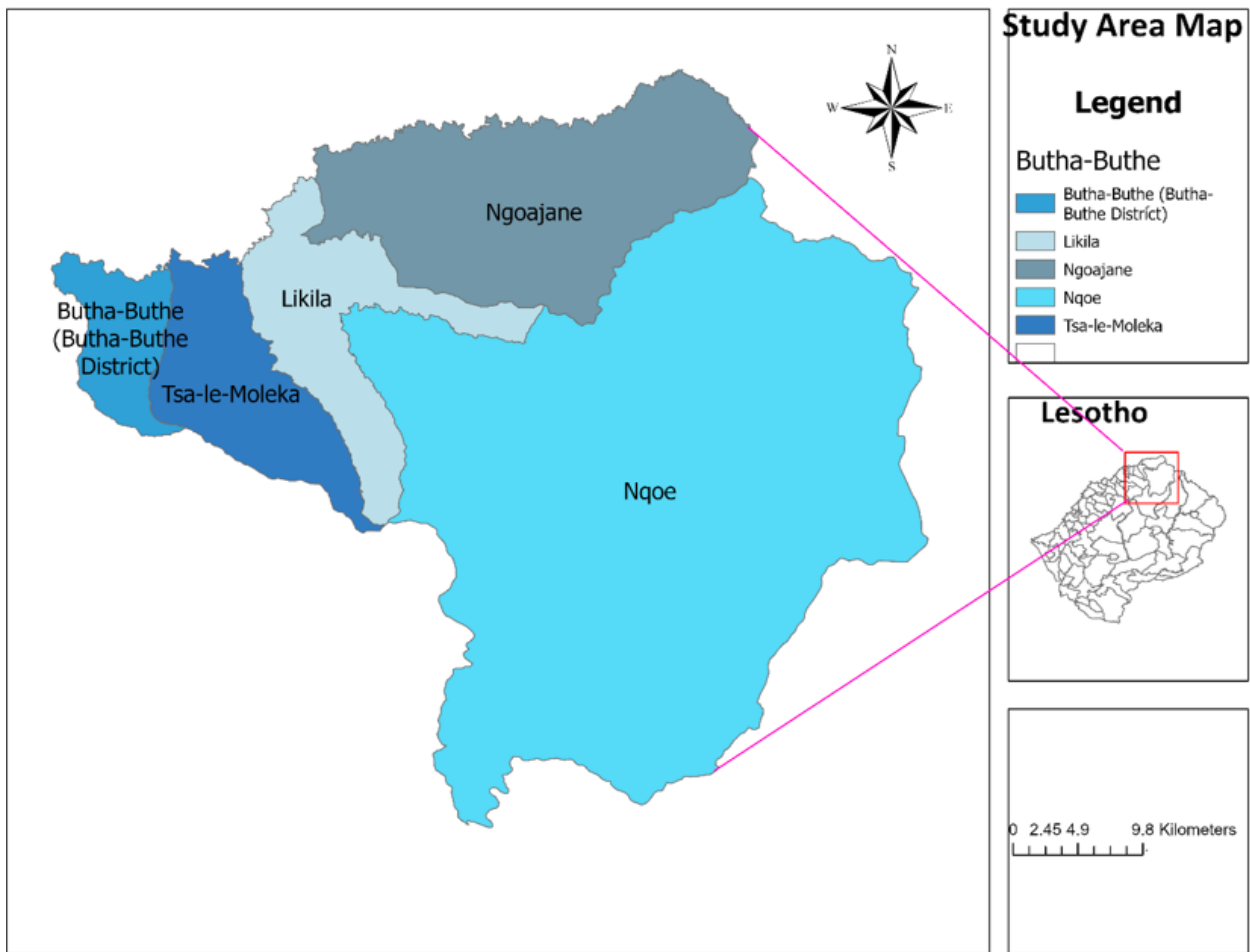 Study Area Map
Legend
Butha-Buthe
Butha-Buthe (Butha-
Buthe District)
Likila
Ngoajane
Nqoe
Tsa-le-Moleka
N
W
E
S
Ngoajane
Likila
Butha-Buthe
(Butha-Buthe
District)
Tsa-le-Moleka
Nqoe
Lesotho
0 2.45 4.9 9.8 Kilometers